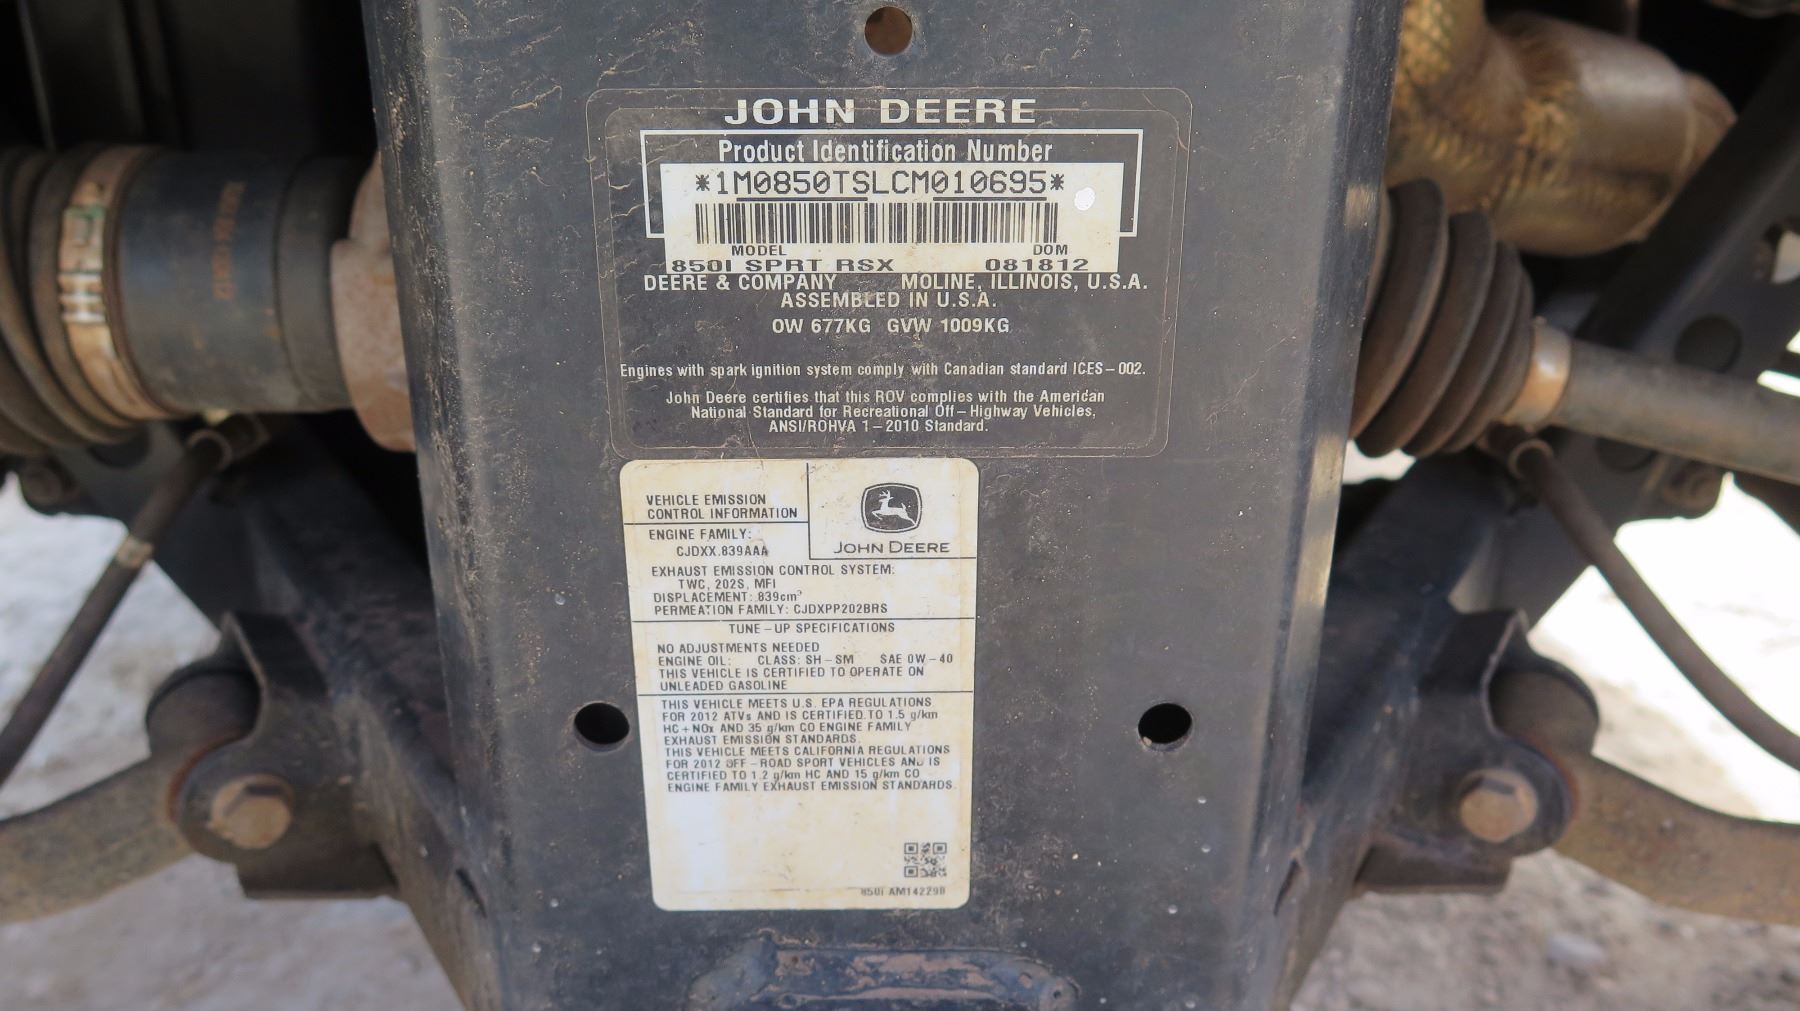 JOHN DEERE
Product Identification Number
*1M0850TSLCM010695*
MODEL DOM
850I SPRT RSX 081812
DEERE & COMPANY MOLINE, ILLINOIS, U.S.A.
ASSEMBLED IN U.S.A.
OW 677KG GVW 1009KG
Engines with spark ignition system comply with Canadian standard ICES-002.
John Deere certifies that this ROV complies with the American
National Standard for Recreational Off-Highway Vehicles,
ANSI/ROHVA 1-2010 Standard.
VEHICLE EMISSION
CONTROL INFORMATION
JOHN DEERE
ENGINE FAMILY:
CJDXX.839AAA
EXHAUST EMISSION CONTROL SYSTEM:
TWC, 2O2S, MFI
DISPLACEMENT: 839cm³
PERMEATION FAMILY: CJDXPP202BRS
TUNE-UP SPECIFICATIONS
NO ADJUSTMENTS NEEDED
ENGINE OIL: CLASS: SH-SM SAE 0W-40
THIS VEHICLE IS CERTIFIED TO OPERATE ON
UNLEADED GASOLINE
THIS VEHICLE MEETS U.S. EPA REGULATIONS
FOR 2012 ATVs AND IS CERTIFIED TO 1.5 g/km
HC+NOx AND 35 g/km CO ENGINE FAMILY
EXHAUST EMISSION STANDARDS.
THIS VEHICLE MEETS CALIFORNIA REGULATIONS
FOR 2012 OFF-ROAD SPORT VEHICLES AND IS
CERTIFIED TO 1.2 g/km HC AND 15 g/km CO
ENGINE FAMILY EXHAUST EMISSION STANDARDS.
850I AM142298